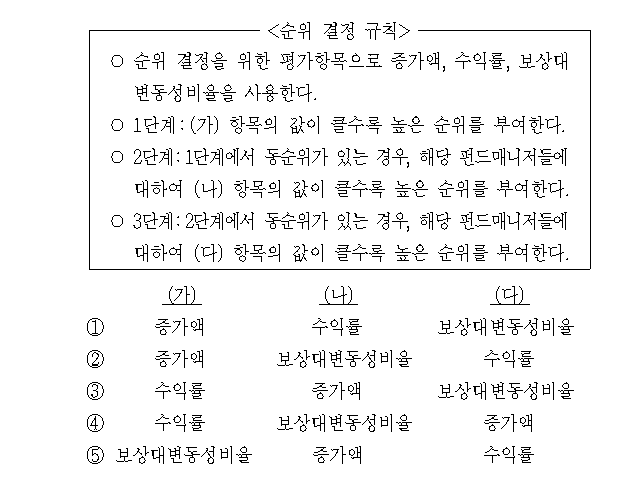 <순위 결정 규칙>
○ 순위 결정을 위한 평가항목으로 증가액, 수익률, 보상대
변동성비율을 사용한다.
○ 1단계:(가) 항목의 값이 클수록 높은 순위를 부여한다.
○ 2단계: 1단계에서 동순위가 있는 경우, 해당 펀드매니저들에
대하여 (나) 항목의 값이 클수록 높은 순위를 부여한다.
○ 3단계: 2단계에서 동순위가 있는 경우, 해당 펀드매니저들에
대하여 (다) 항목의 값이 클수록 높은 순위를 부여한다.
(가) (나) (다)
① 증가액 수익률 보상대변동성비율
② 증가액 보상대변동성비율 수익률
③ 수익률 증가액 보상대변동성비율
④ 수익률 보상대변동성비율 증가액
⑤ 보상대변동성비율 증가액 수익률